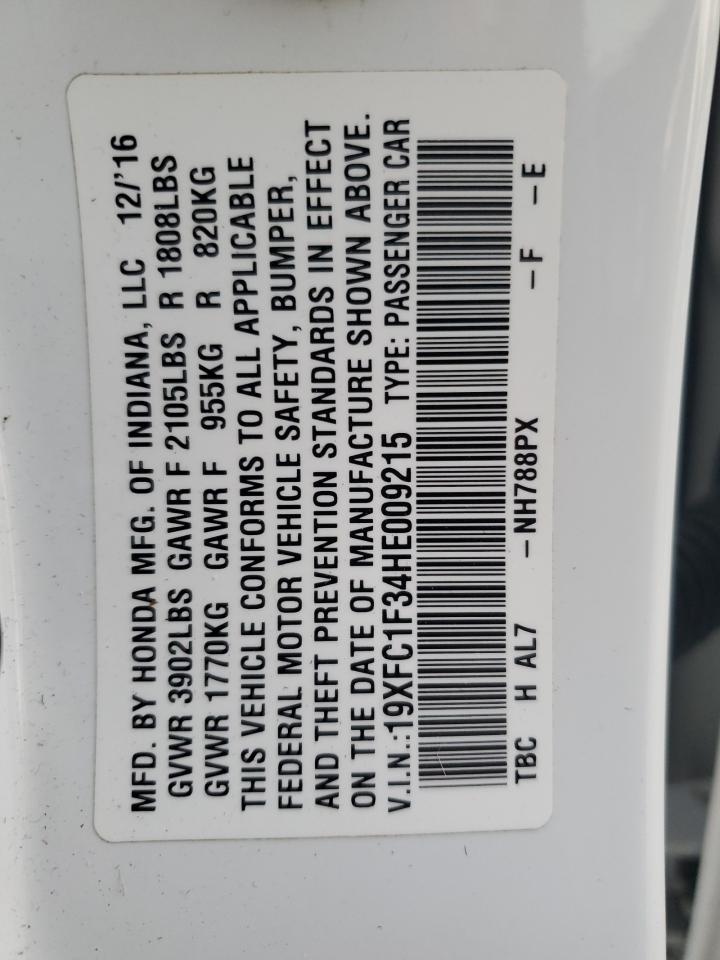 MFD. BY HONDA MFG. OF INDIANA, LLC 12/'16
GVWR 3902LBS GAWR F 2105LBS R 1808LBS
GVWR 1770KG GAWR F 955KG R 820KG
THIS VEHICLE CONFORMS TO ALL APPLICABLE
FEDERAL MOTOR VEHICLE SAFETY, BUMPER,
AND THEFT PREVENTION STANDARDS IN EFFECT
ON THE DATE OF MANUFACTURE SHOWN ABOVE.
V.I.N.:19XFC1F34HE009215 TYPE: PASSENGER CAR
TBC H AL7 -NH788PX -F -E